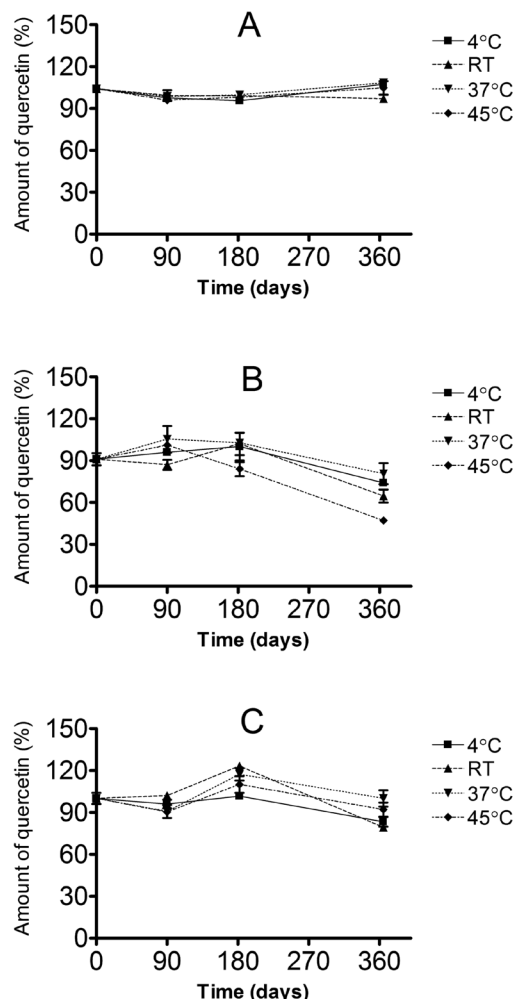 A
Amount of quercetin (%)
150
120
90
60
30
0
0 90 180 270 360
Time (days)
4°C
RT
37°C
45°C
B
Amount of quercetin (%)
150
120
90
60
30
0
0 90 180 270 360
Time (days)
4°C
RT
37°C
45°C
C
Amount of quercetin (%)
150
120
90
60
30
0
0 90 180 270 360
Time (days)
4°C
RT
37°C
45°C